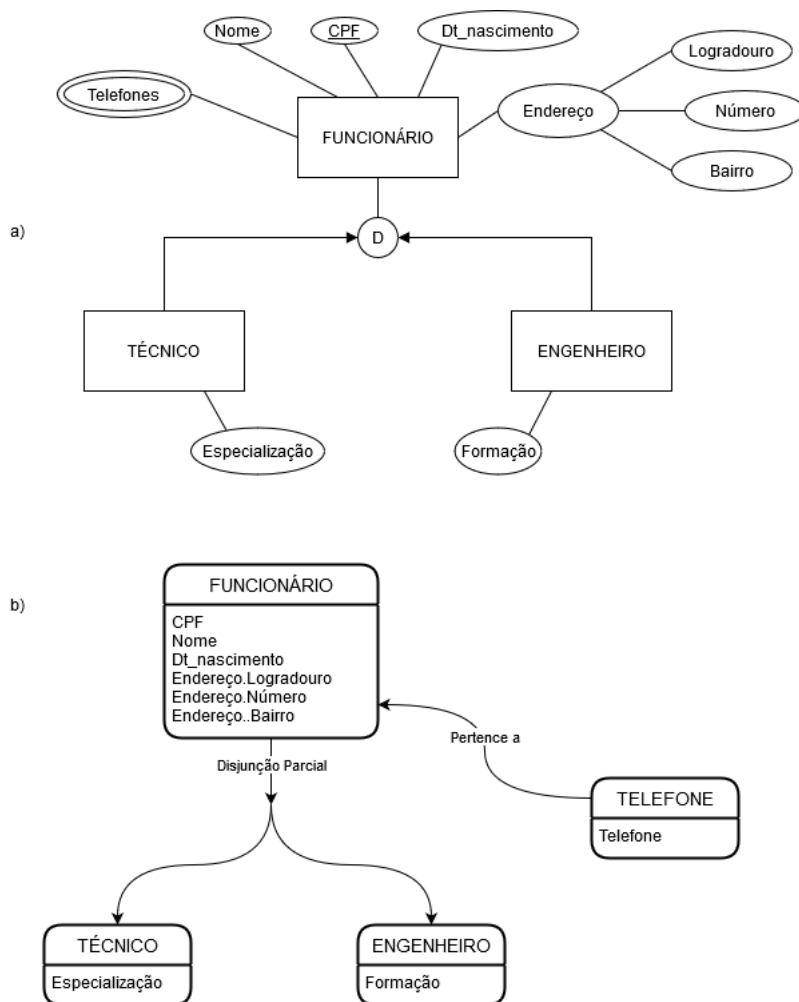 Nome
CPF
Dt_nascimento
Logradouro
Telefones
Endereço
Número
FUNCIONÁRIO
Bairro
a)
D
TÉCNICO
ENGENHEIRO
Especialização
Formação
b)
FUNCIONÁRIO
CPF
Nome
Dt_nascimento
Endereço.Logradouro
Endereço.Número
Endereço..Bairro
Pertence a
Disjunção Parcial
TELEFONE
Telefone
TÉCNICO
Especialização
ENGENHEIRO
Formação